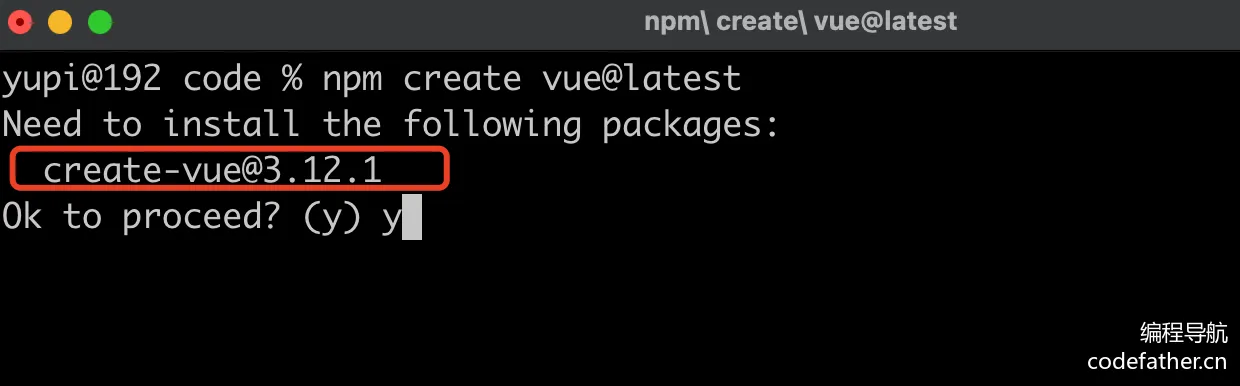 npm\ create\ vue@latest
yupi@192 code % npm create vue@latest
Need to install the following packages:
create-vue@3.12.1
Ok to proceed? (y) y
编程导航
codefather.cn